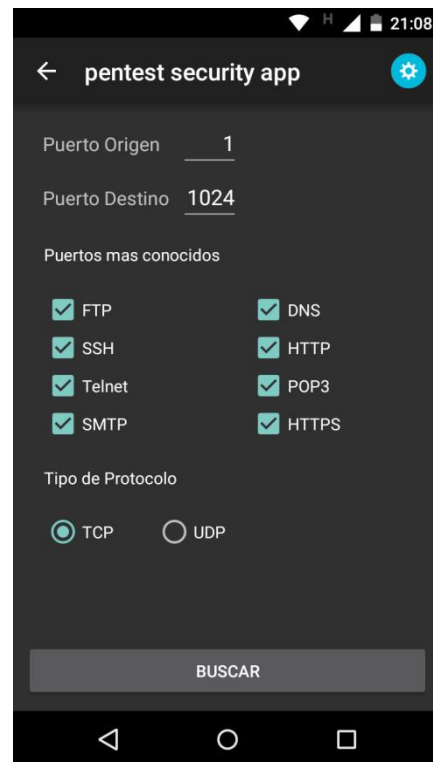 H 21:08
pentest security app
Puerto Origen 1
Puerto Destino 1024
Puertos mas conocidos
FTP DNS
SSH HTTP
Telnet POP3
SMTP HTTPS
Tipo de Protocolo
TCP UDP
BUSCAR